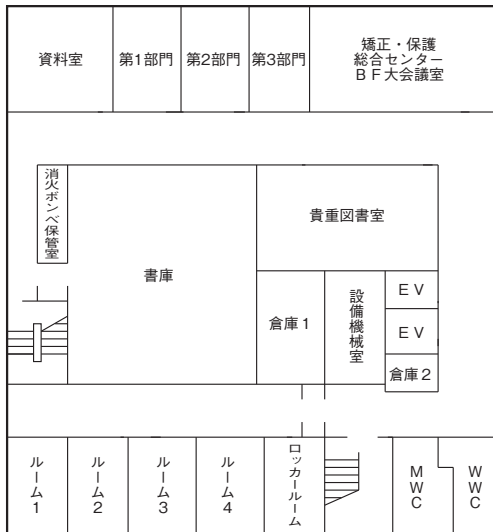 資料室
第1部門
第2部門
第3部門
矯正・保護
総合センター
BF大会議室
消火ボンベ保管室
書庫
貴重図書室
倉庫1
設備機械室
EV
EV
倉庫2
ルーム1
ルーム2
ルーム3
ルーム4
ロッカールーム
MWC
WWC